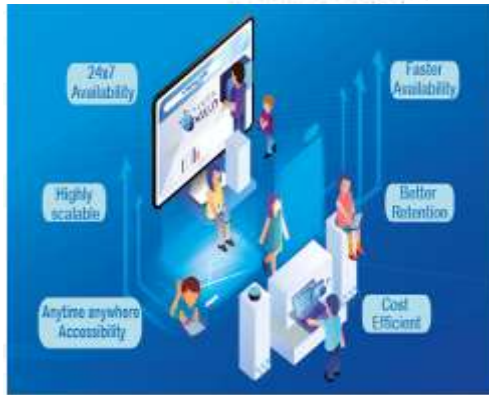 24x7
Availability
Faster
Availability
Highly
scalable
Better
Retention
Anytime anywhere
Accessibility
Cost
Efficient